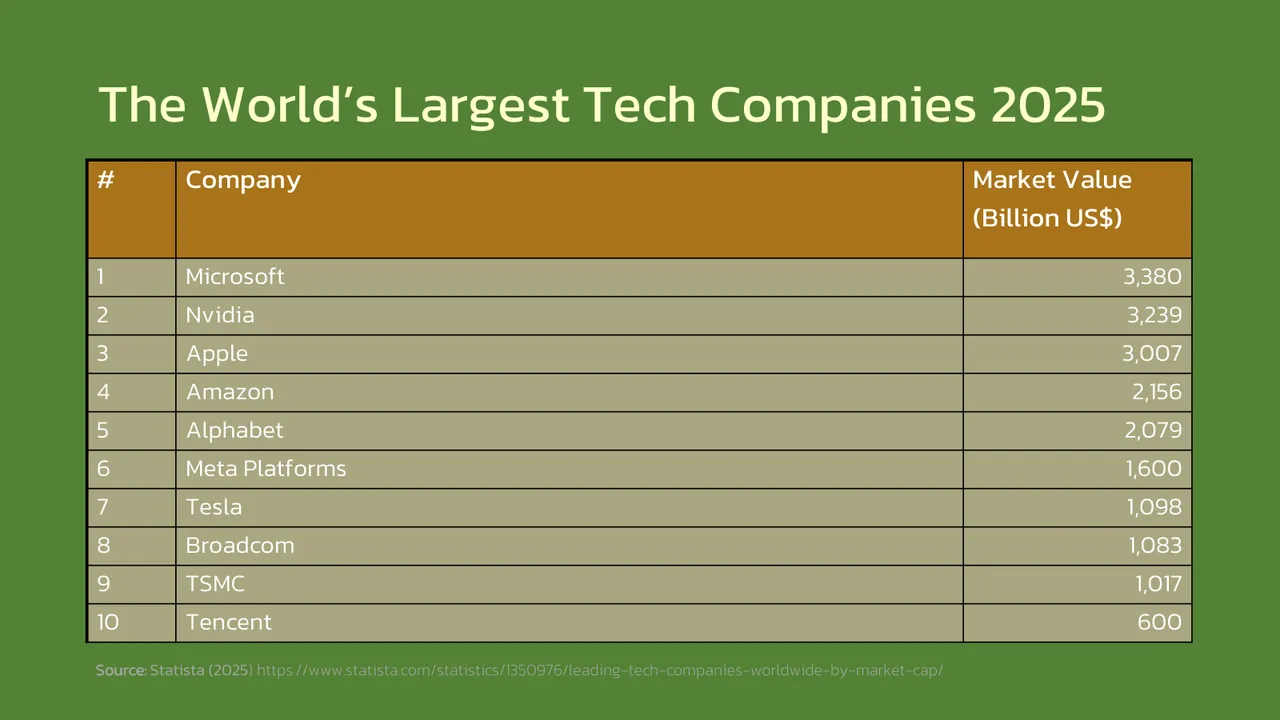 The World’s Largest Tech Companies 2025
# Company Market Value
(Billion US$)
1 Microsoft 3,380
2 Nvidia 3,239
3 Apple 3,007
4 Amazon 2,156
5 Alphabet 2,079
6 Meta Platforms 1,600
7 Tesla 1,098
8 Broadcom 1,083
9 TSMC 1,017
10 Tencent 600
Source: Statista (2025) https://www.statista.com/statistics/1350976/leading-tech-companies-worldwide-by-market-cap/